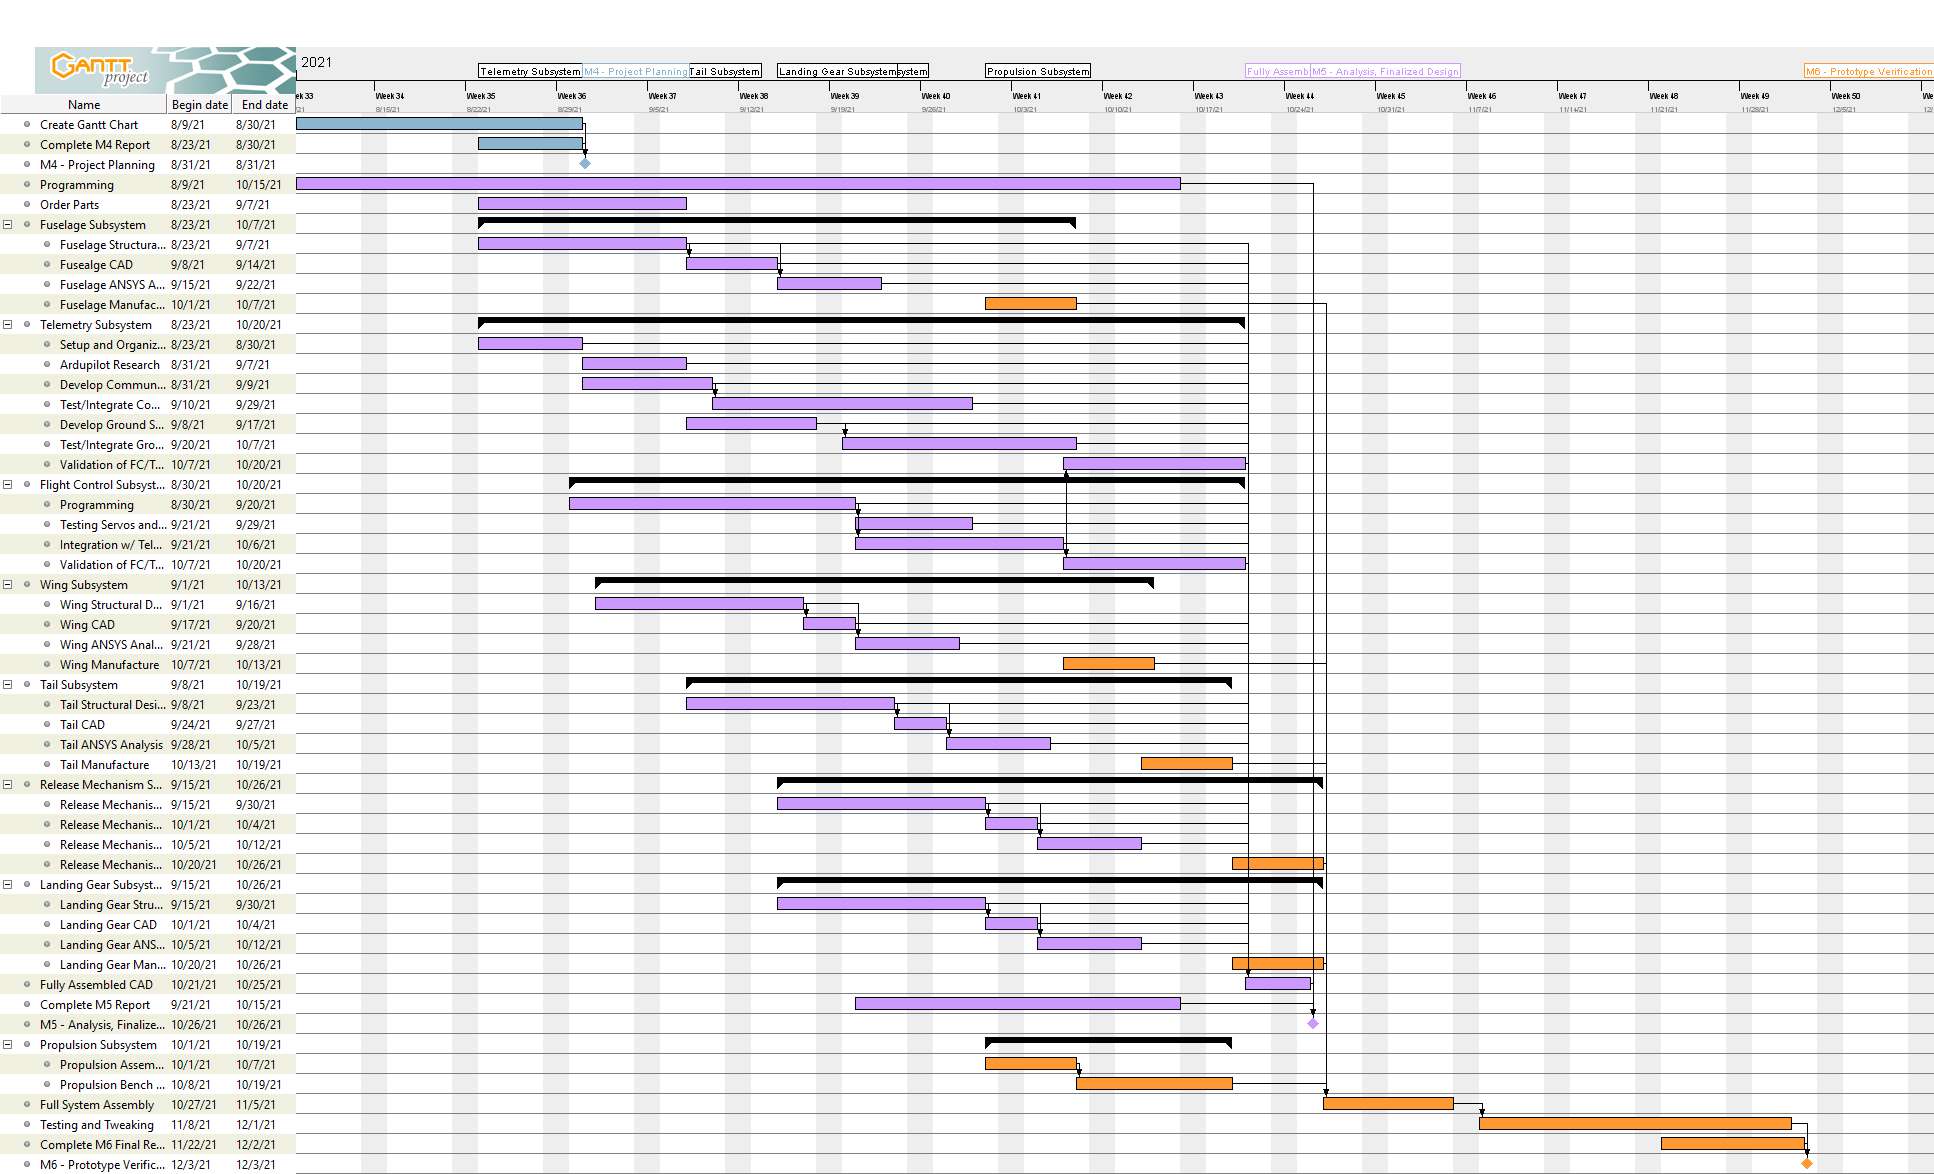 GANTT
project
2021
Telemetry Subsystem M4 - Project Planning Tail Subsystem Landing Gear Subsystem ystem Propulsion Subsystem Fully Assemb M5 - Analysis, Finalized Design M6 - Prototype Verification
Name Begin date End date
ek 33 Week 34 Week 35 Week 36 Week 37 Week 38 Week 39 Week 40 Week 41 Week 42 Week 43 Week 44 Week 45 Week 46 Week 47 Week 48 Week 49 Week 50 We
/21 8/15/21 8/22/21 8/29/21 9/5/21 9/12/21 9/19/21 9/26/21 10/3/21 10/10/21 10/17/21 10/24/21 10/31/21 11/7/21 11/14/21 11/21/21 11/28/21 12/5/21 12/
Create Gantt Chart 8/9/21 8/30/21
Complete M4 Report 8/23/21 8/30/21
M4 - Project Planning 8/31/21 8/31/21
Programming 8/9/21 10/15/21
Order Parts 8/23/21 9/7/21
Fuselage Subsystem 8/23/21 10/7/21
Fuselage Structura... 8/23/21 9/7/21
Fusealge CAD 9/8/21 9/14/21
Fuselage ANSYS A... 9/15/21 9/22/21
Fuselage Manufac... 10/1/21 10/7/21
Telemetry Subsystem 8/23/21 10/20/21
Setup and Organiz... 8/23/21 8/30/21
Ardupilot Research 8/31/21 9/7/21
Develop Commun... 8/31/21 9/9/21
Test/Integrate Co... 9/10/21 9/29/21
Develop Ground S... 9/8/21 9/17/21
Test/Integrate Gro... 9/20/21 10/7/21
Validation of FC/T... 10/7/21 10/20/21
Flight Control Subsyst... 8/30/21 10/20/21
Programming 8/30/21 9/20/21
Testing Servos and... 9/21/21 9/29/21
Integration w/ Tel... 9/21/21 10/6/21
Validation of FC/T... 10/7/21 10/20/21
Wing Subsystem 9/1/21 10/13/21
Wing Structural D... 9/1/21 9/16/21
Wing CAD 9/17/21 9/20/21
Wing ANSYS Anal... 9/21/21 9/28/21
Wing Manufacture 10/7/21 10/13/21
Tail Subsystem 9/8/21 10/19/21
Tail Structural Desi... 9/8/21 9/23/21
Tail CAD 9/24/21 9/27/21
Tail ANSYS Analysis 9/28/21 10/5/21
Tail Manufacture 10/13/21 10/19/21
Release Mechanism S... 9/15/21 10/26/21
Release Mechanis... 9/15/21 9/30/21
Release Mechanis... 10/1/21 10/4/21
Release Mechanis... 10/5/21 10/12/21
Release Mechanis... 10/20/21 10/26/21
Landing Gear Subsyst... 9/15/21 10/26/21
Landing Gear Stru... 9/15/21 9/30/21
Landing Gear CAD 10/1/21 10/4/21
Landing Gear ANS... 10/5/21 10/12/21
Landing Gear Man... 10/20/21 10/26/21
Fully Assembled CAD 10/21/21 10/25/21
Complete M5 Report 9/21/21 10/15/21
M5 - Analysis, Finalize... 10/26/21 10/26/21
Propulsion Subsystem 10/1/21 10/19/21
Propulsion Assem... 10/1/21 10/7/21
Propulsion Bench ... 10/8/21 10/19/21
Full System Assembly 10/27/21 11/5/21
Testing and Tweaking 11/8/21 12/1/21
Complete M6 Final Re... 11/22/21 12/2/21
M6 - Prototype Verific... 12/3/21 12/3/21